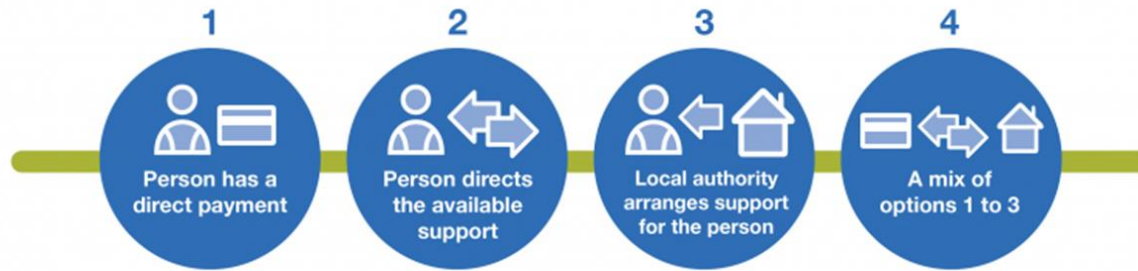 1
Person has a
direct payment
2
Person directs
the available
support
3
Local authority
arranges support
for the person
4
A mix of
options 1 to 3